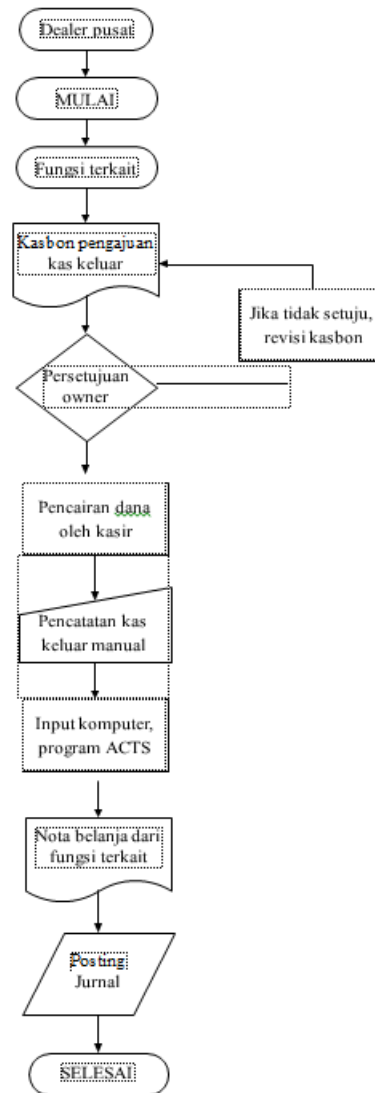 Dealer pusat
MULAI
Fungsi terkait
Kasbon pengajuan
kas keluar
Jika tidak setuju,
revisi kasbon
Persetujuan
owner
Pencairan dana
oleh kasir
Pencatatan kas
keluar manual
Input komputer,
program ACTS
Nota belanja dari
fungsi terkait
Posting
Jurnal
SELESAI